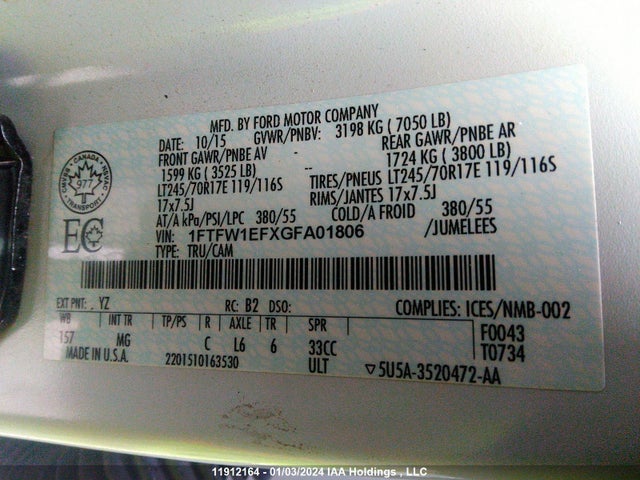 MFD. BY FORD MOTOR COMPANY
DATE: 10/15 GVWR/PNBV: 3198 KG ( 7050 LB)
FRONT GAWR/PNBE AV REAR GAWR/PNBE AR
1599 KG ( 3525 LB) -- 1724 KG ( 3800 LB)
LT245/70R17E 119/116S TIRES/PNEUS LT245/70R17E 119/116S
17x7.5J RIMS/JANTES 17x7.5J
AT/A kPa/PSI/LPC 380/55 COLD/A FROID 380/55
VIN: 1FTFW1EFXGFA01806 /JUMELEES
TYPE: TRU/CAM
CANADA
977
EC
EXT PNT: . YZ RC: B2 DSO: COMPLIES: ICES/NMB-002
WB INT TR TP/PS R AXLE TR SPR F0043
157 MG C L6 6 33CC T0734
MADE IN U.S.A. 2201510163530 ULT ▽5U5A-3520472-AA
11912164 - 01/03/2024 IAA Holdings , LLC